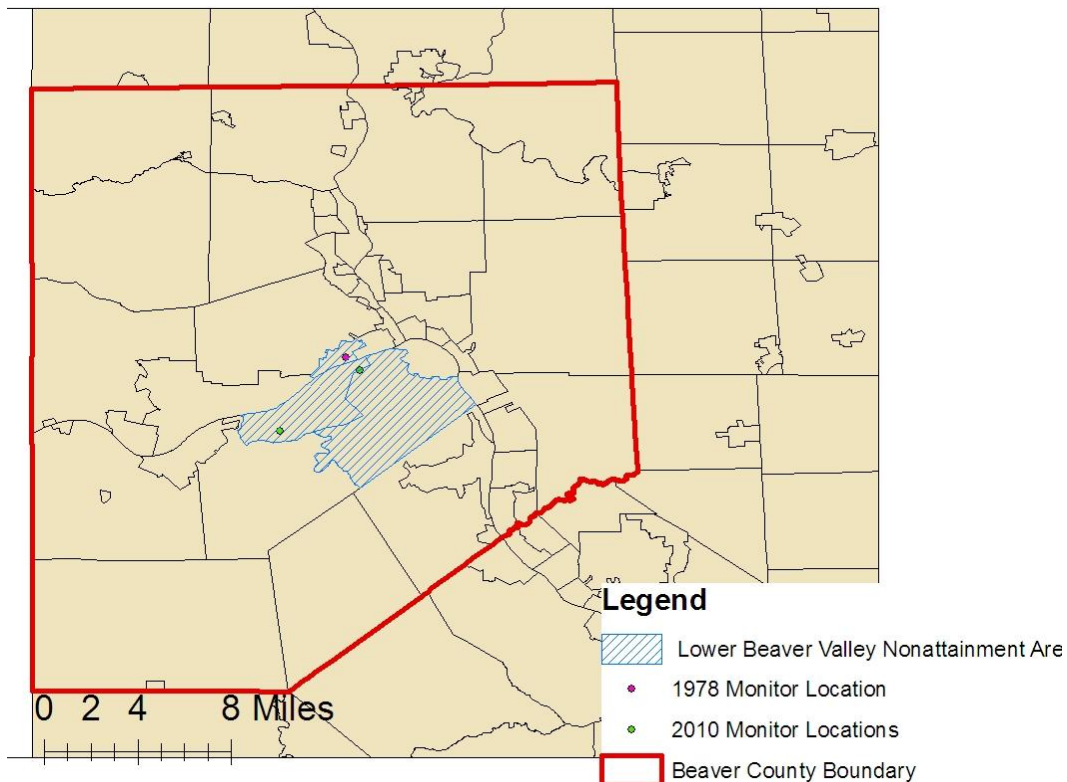 Legend
Lower Beaver Valley Nonattainment Are
1978 Monitor Location
2010 Monitor Locations
Beaver County Boundary
0 2 4 8 Miles